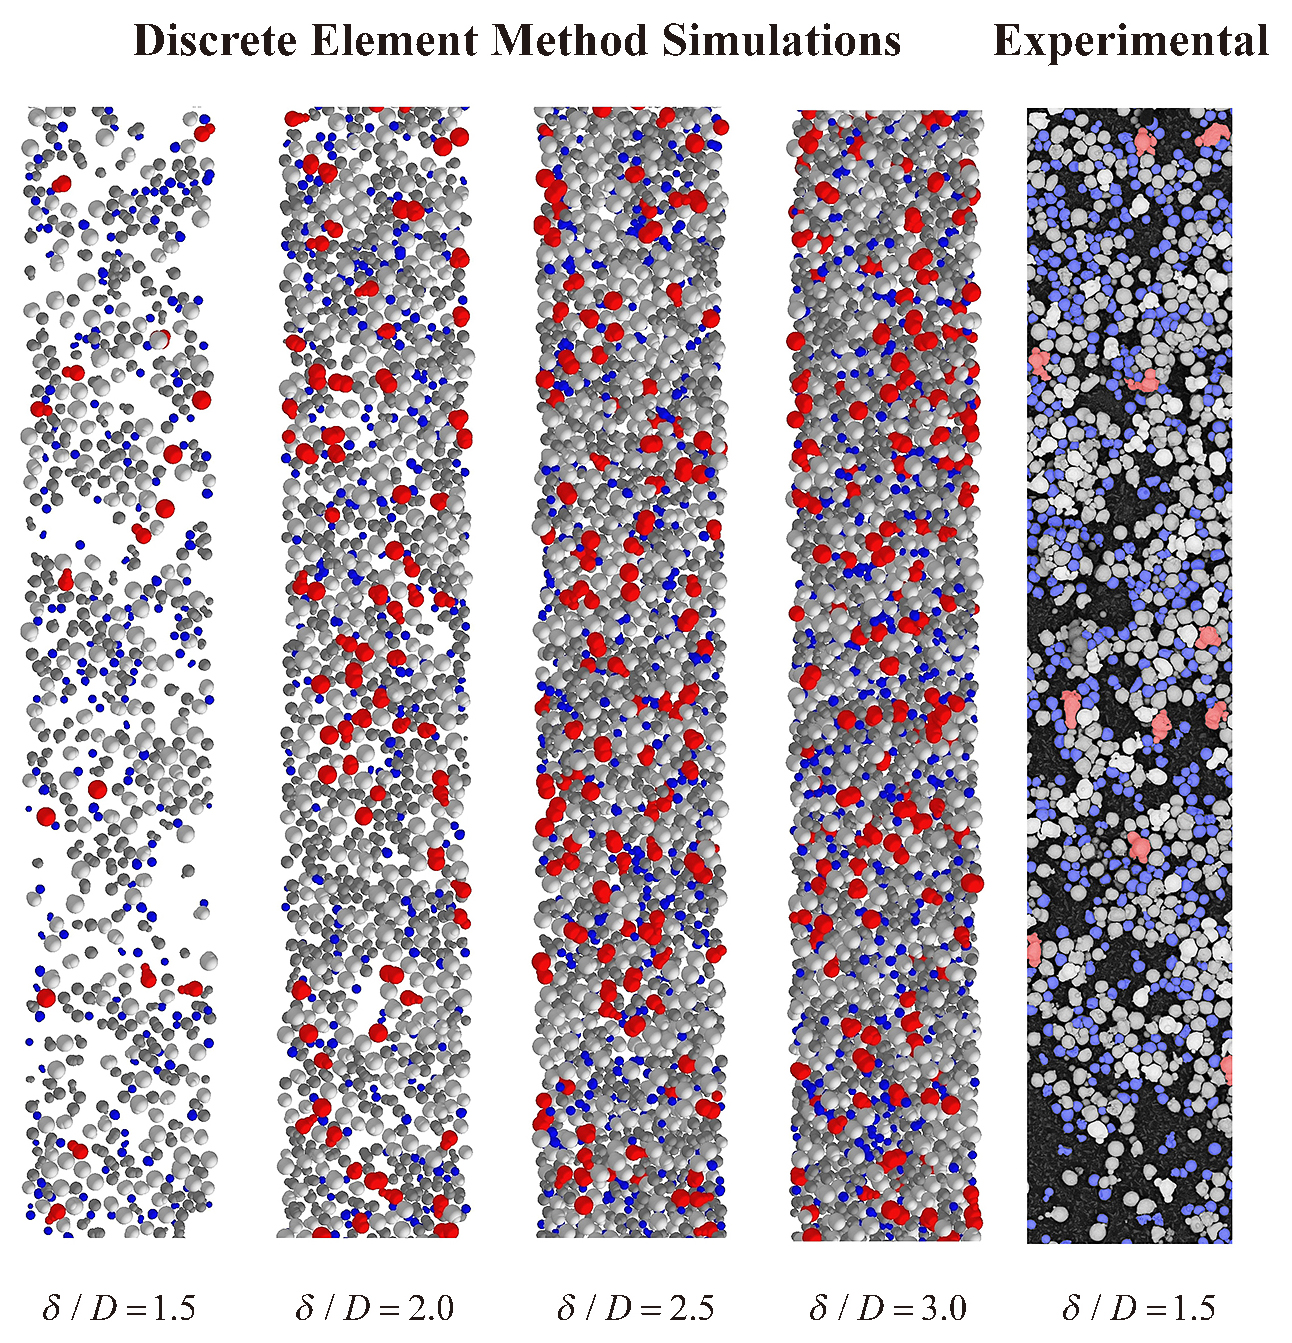 Discrete Element Method Simulations Experimental
δ / D = 1.5 δ / D = 2.0 δ / D = 2.5 δ / D = 3.0 δ / D = 1.5